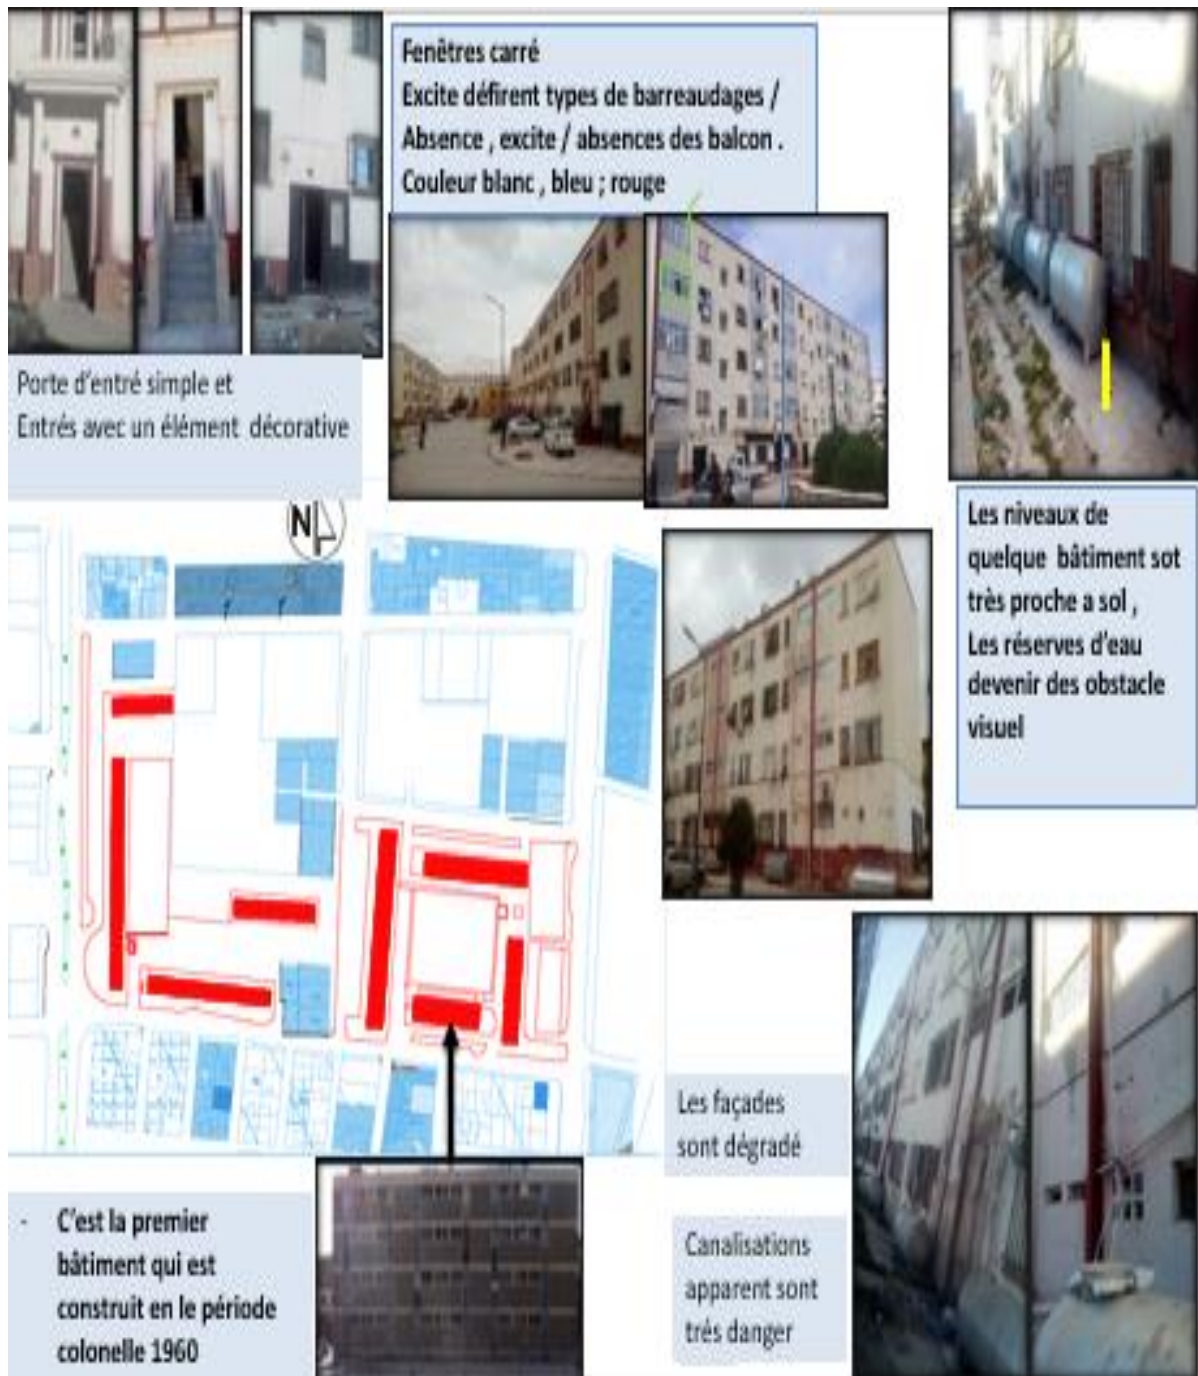 Fenêtres carré
Excite défirent types de barreaudages /
Absence , excite / absences des balcon .
Couleur blanc , bleu ; rouge
Porte d'entré simple et
Entrés avec un élément décorative
N
Les niveaux de
quelque bâtiment sot
très proche a sol ,
Les réserves d'eau
devenir des obstacle
visuel
Les façades
sont dégradé
- C'est la premier
bâtiment qui est
construit en le période
colonelle 1960
Canalisations
apparent sont
trés danger